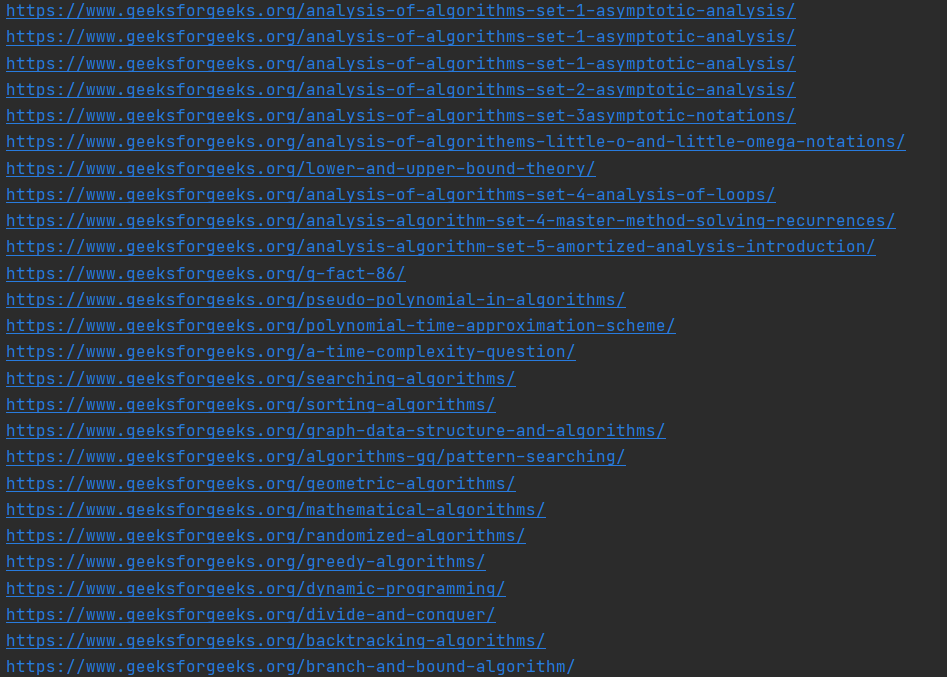 https://www.geeksforgeeks.org/analysis-of-algorithms-set-1-asymptotic-analysis/
https://www.geeksforgeeks.org/analysis-of-algorithms-set-1-asymptotic-analysis/
https://www.geeksforgeeks.org/analysis-of-algorithms-set-1-asymptotic-analysis/
https://www.geeksforgeeks.org/analysis-of-algorithms-set-2-asymptotic-analysis/
https://www.geeksforgeeks.org/analysis-of-algorithms-set-3asymptotic-notations/
https://www.geeksforgeeks.org/analysis-of-algorithems-little-o-and-little-omega-notations/
https://www.geeksforgeeks.org/lower-and-upper-bound-theory/
https://www.geeksforgeeks.org/analysis-of-algorithms-set-4-analysis-of-loops/
https://www.geeksforgeeks.org/analysis-algorithm-set-4-master-method-solving-recurrences/
https://www.geeksforgeeks.org/analysis-algorithm-set-5-amortized-analysis-introduction/
https://www.geeksforgeeks.org/g-fact-86/
https://www.geeksforgeeks.org/pseudo-polynomial-in-algorithms/
https://www.geeksforgeeks.org/polynomial-time-approximation-scheme/
https://www.geeksforgeeks.org/a-time-complexity-question/
https://www.geeksforgeeks.org/searching-algorithms/
https://www.geeksforgeeks.org/sorting-algorithms/
https://www.geeksforgeeks.org/graph-data-structure-and-algorithms/
https://www.geeksforgeeks.org/algorithms-gq/pattern-searching/
https://www.geeksforgeeks.org/geometric-algorithms/
https://www.geeksforgeeks.org/mathematical-algorithms/
https://www.geeksforgeeks.org/randomized-algorithms/
https://www.geeksforgeeks.org/greedy-algorithms/
https://www.geeksforgeeks.org/dynamic-programming/
https://www.geeksforgeeks.org/divide-and-conquer/
https://www.geeksforgeeks.org/backtracking-algorithms/
https://www.geeksforgeeks.org/branch-and-bound-algorithm/